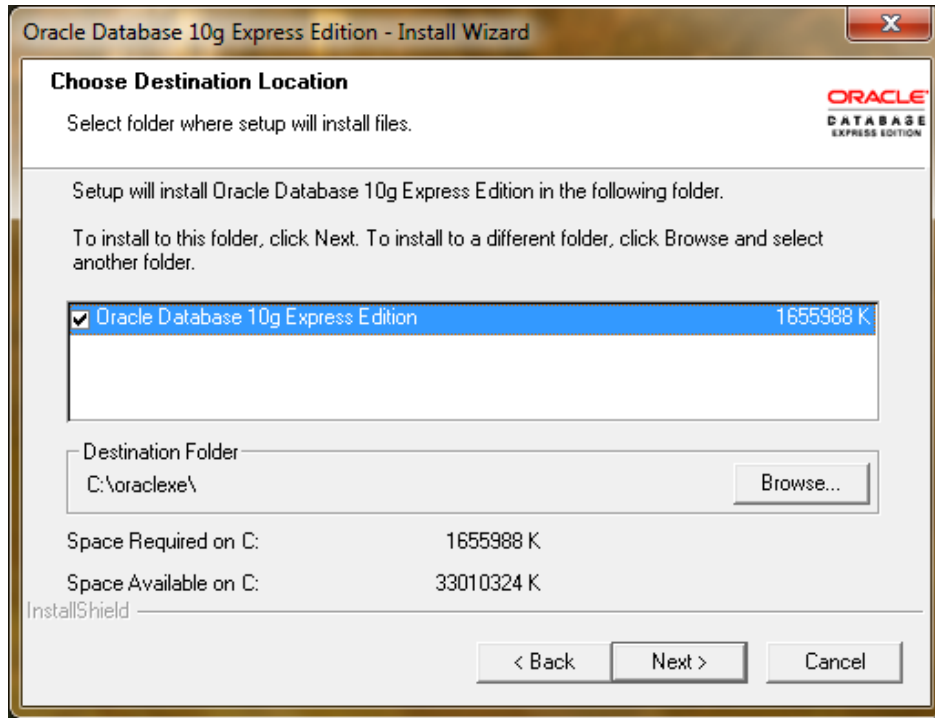 Oracle Database 10g Express Edition - Install Wizard
Choose Destination Location
Select folder where setup will install files.
ORACLE
DATABASE
EXPRESS EDITION
Setup will install Oracle Database 10g Express Edition in the following folder.
To install to this folder, click Next. To install to a different folder, click Browse and select
another folder.
Oracle Database 10g Express Edition 1655988 K
Destination Folder
C:\oraclexe\
Browse...
Space Required on C: 1655988 K
Space Available on C: 33010324 K
InstallShield
< Back Next > Cancel